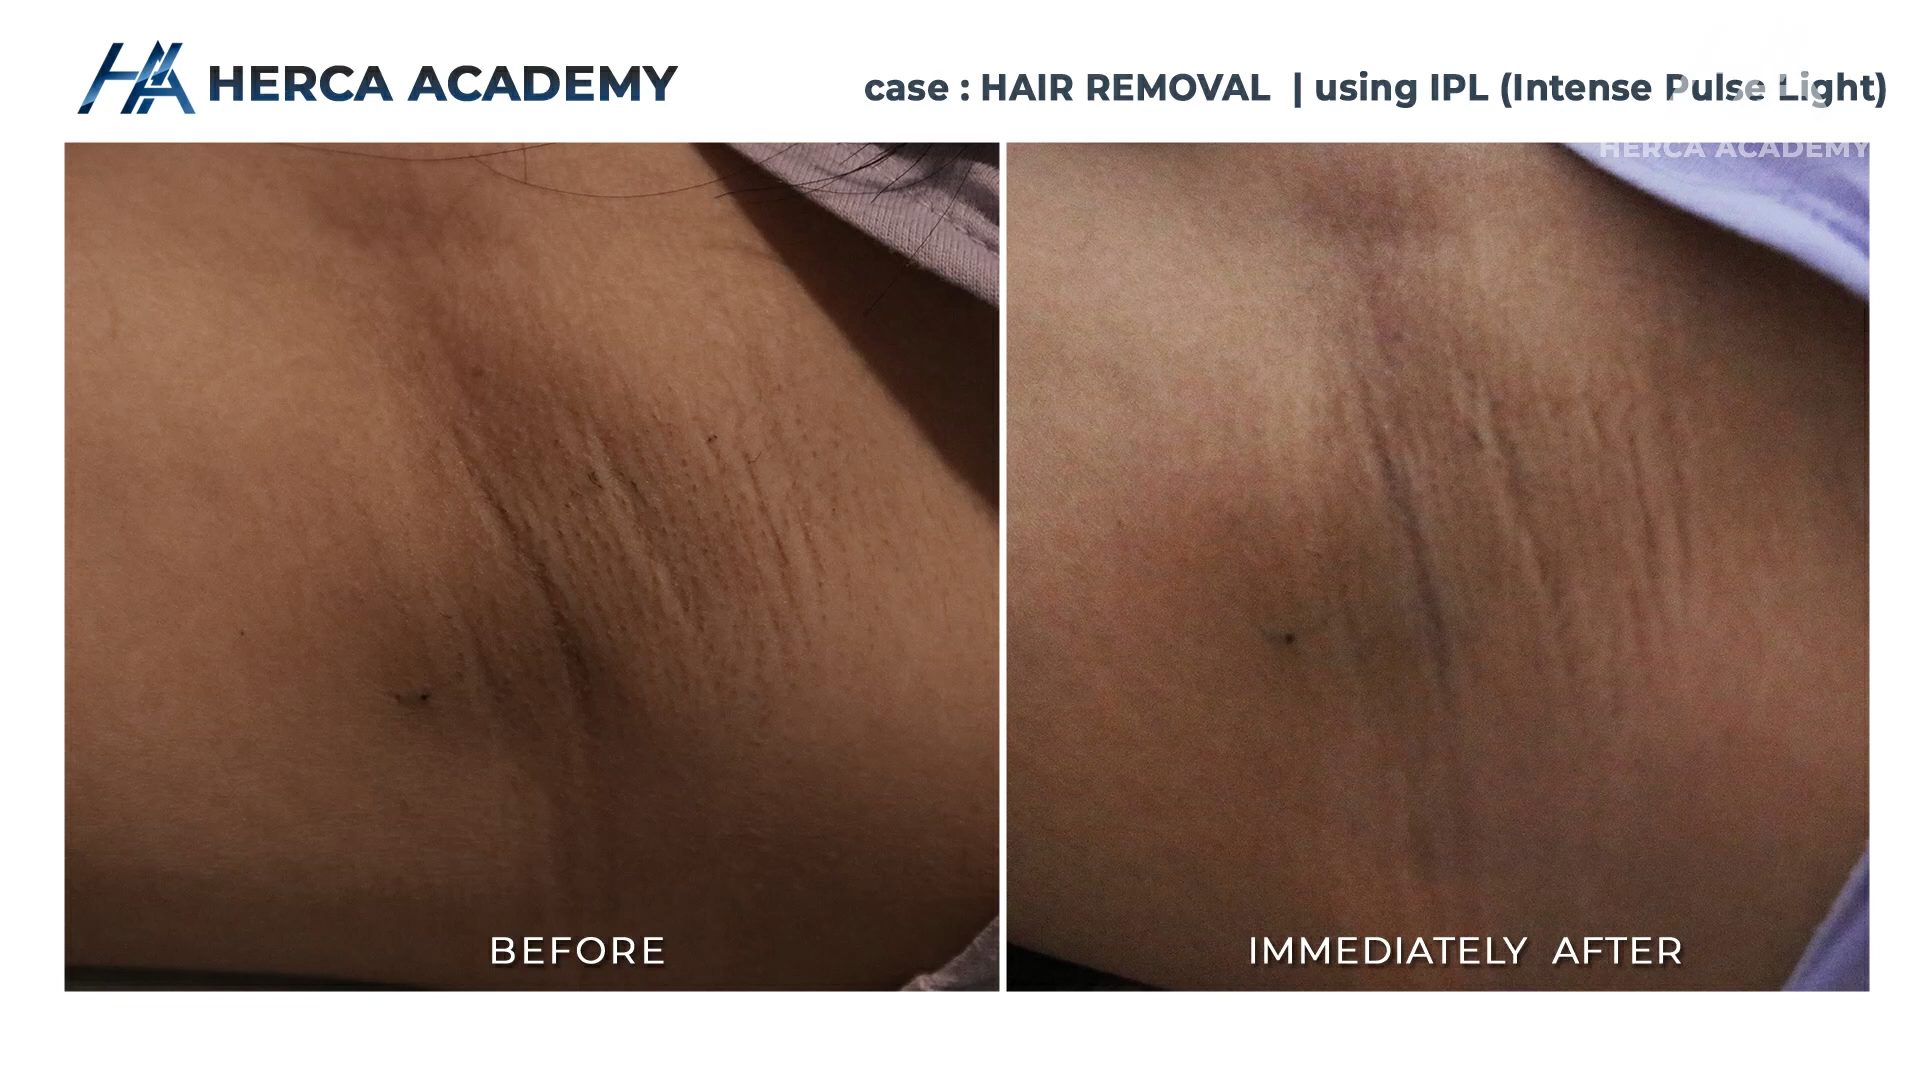 HERCA ACADEMY
case : HAIR REMOVAL | using IPL (Intense Pulse Light)
HERCA ACADEMY
BEFORE
IMMEDIATELY AFTER